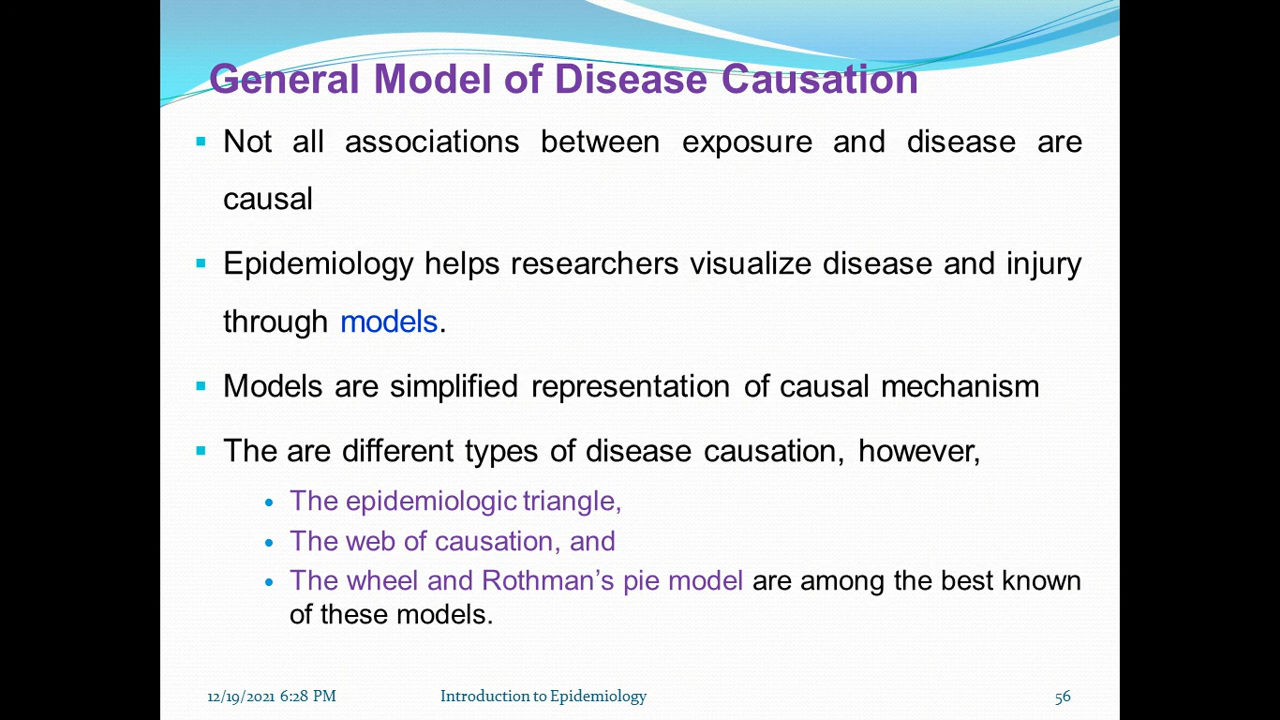 General Model of Disease Causation
Not all associations between exposure and disease are
causal
Epidemiology helps researchers visualize disease and injury
through models.
Models are simplified representation of causal mechanism
The are different types of disease causation, however,
The epidemiologic triangle,
The web of causation, and
The wheel and Rothman’s pie model are among the best known
of these models.
12/19/2021 6:28 PM
Introduction to Epidemiology
56